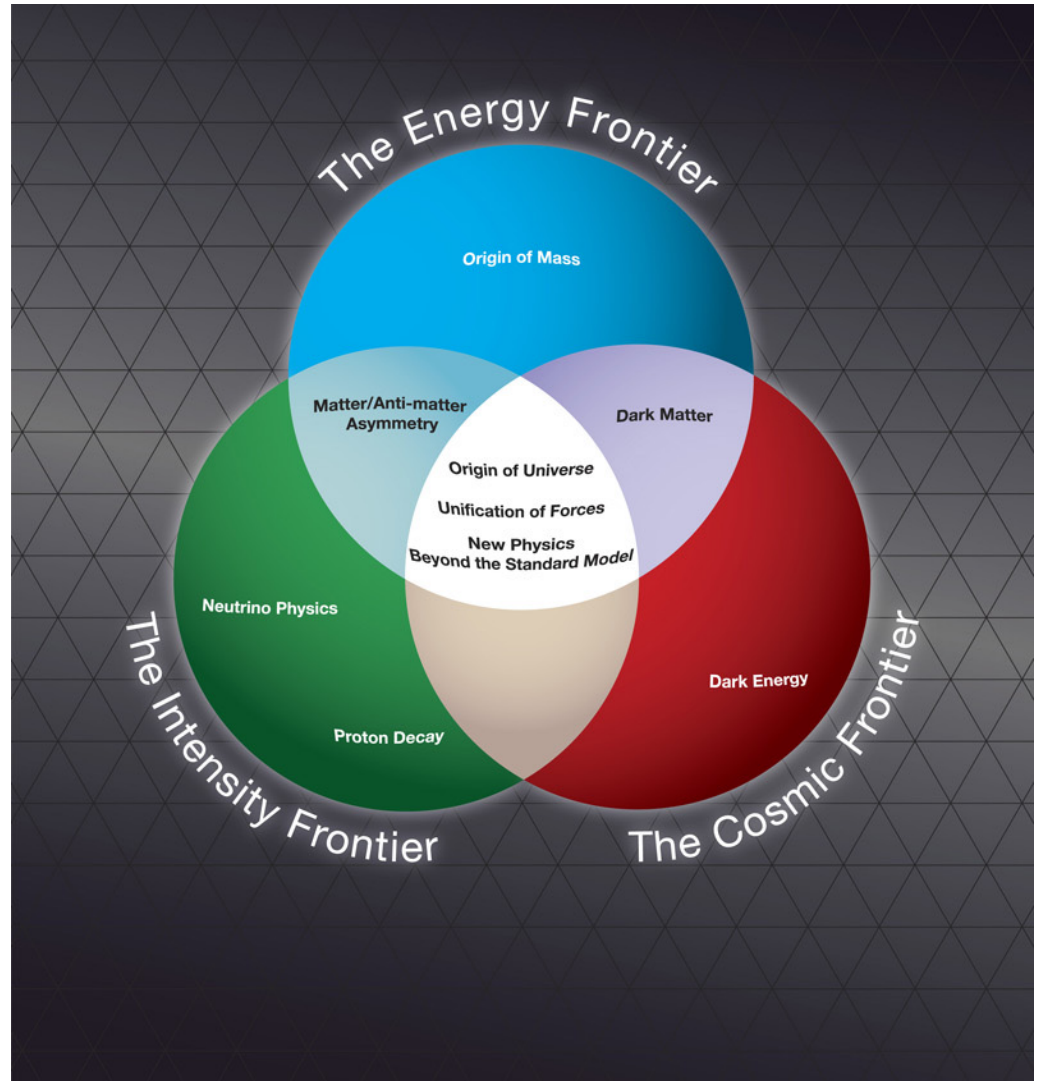 The Energy Frontier
Origin of Mass
Matter/Anti-matter
Asymmetry
Dark Matter
Origin of Universe
Unification of Forces
New Physics
Beyond the Standard Model
Neutrino Physics
Dark Energy
Proton Decay
The Intensity Frontier
The Cosmic Frontier